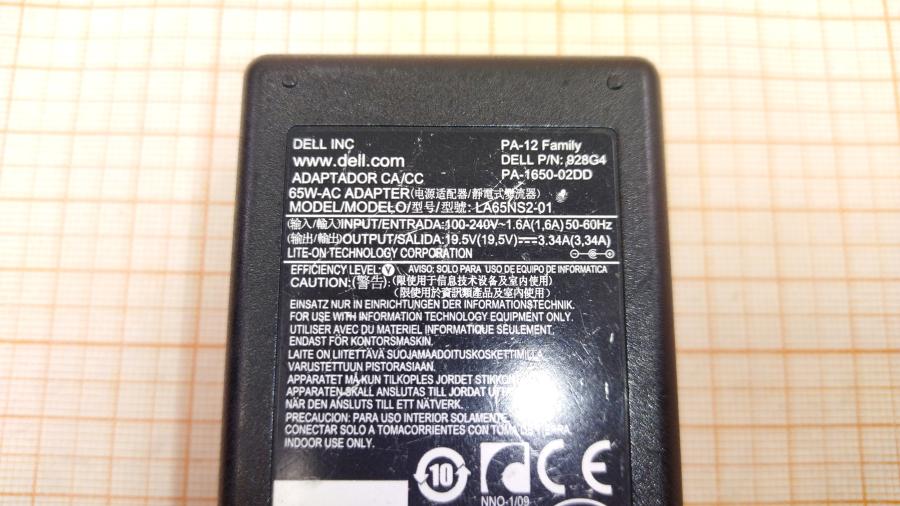 DELL INC
www.dell.com
ADAPTADOR CA/CC
PA-12 Family
DELL P/N: 928G4
PA-1650-02DD
65W-AC ADAPTER(电源适配器/靜電式變流器)
MODEL/MODELO/型号/型號: LA65NS2-01
(输入/輸入)INPUT/ENTRADA:100-240V~1.6A(1,6A)50-60Hz
(输出/輸出)OUTPUT/SALIDA:19.5V(19,5V)⎓3.34A(3,34A)
LITE-ON TECHNOLOGY CORPORATION
EFFICIENCY LEVEL:V AVISO: SOLO PARA USO DE EQUIPO DE INFORMATICA
CAUTION:(警告):(限使用于信息技术设备及室内使用)
(限使用於資訊類產品及室內使用)
EINSATZ NUR IN EINRICHTUNGEN DER INFORMATIONSTECHNIK.
FOR USE WITH INFORMATION TECHNOLOGY EQUIPMENT ONLY.
UTILISER AVEC DU MATERIEL INFORMATIQUE SEULEMENT.
ENDAST FÖR KONTORSMASKIN.
LAITE ON LIITETTÄVÄ SUOJAMAADOITUSKOSKETTIMILLA
VARUSTETTUUN PISTORASIAAN.
APPARATET MÅ KUN TILKOPLES JORDET
APPARATEN SKALL ANSLUTAS TILL JORDAT
NÄR DEN ANSLUTS TILL ETT NÄTVERK.
PRECAUCION: PARA USO INTERIOR SOLAMENTE.
CONECTAR SOLO A TOMACORRIENTES CON TOMA DE TIERRA
INDOOR USE ONLY.
10
CE
NNO-1/09